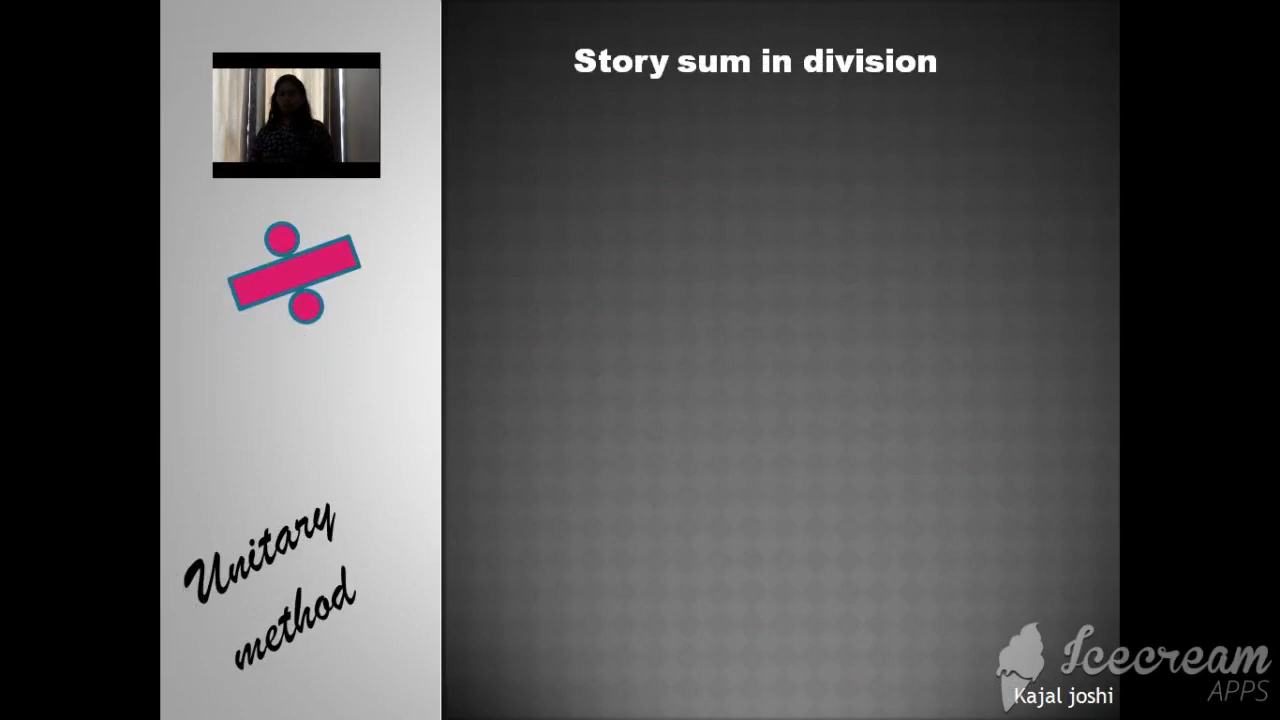 Story sum in division
Unitary
method
Icecream
APPS
Kajal joshi